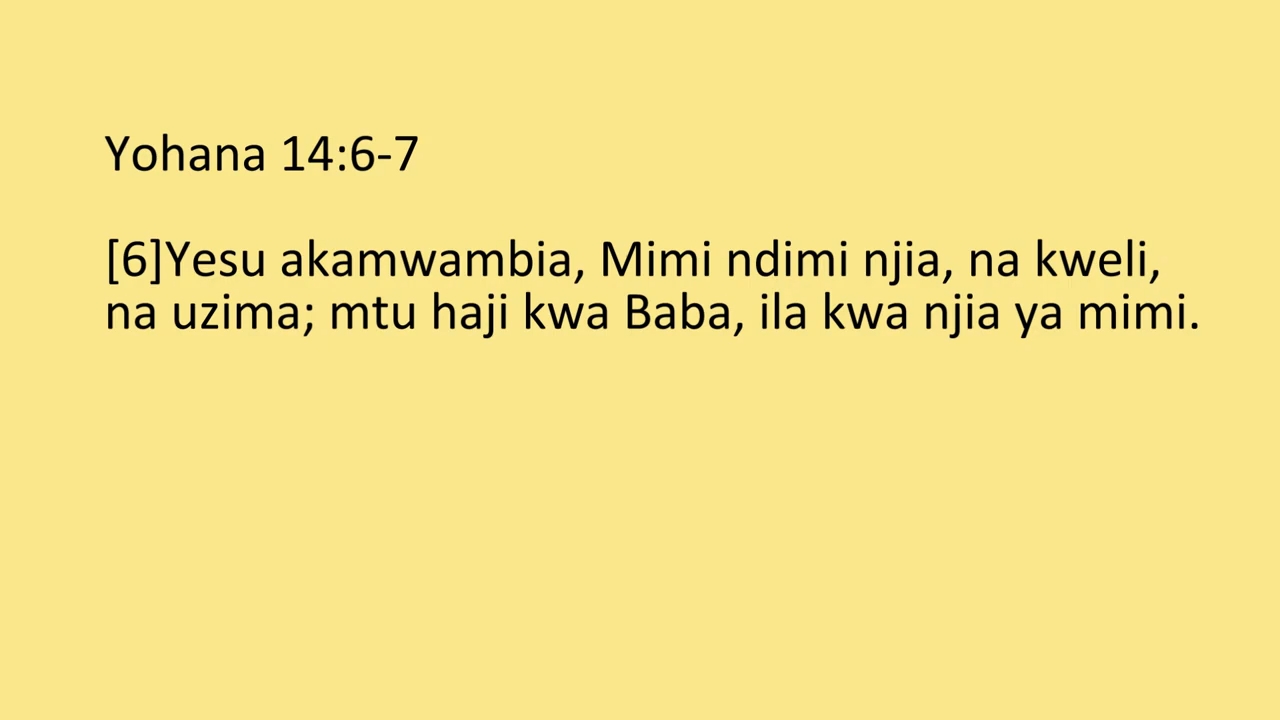 Yohana 14:6-7
[6]Yesu akamwambia, Mimi ndimi njia, na kweli,
na uzima; mtu haji kwa Baba, ila kwa njia ya mimi.